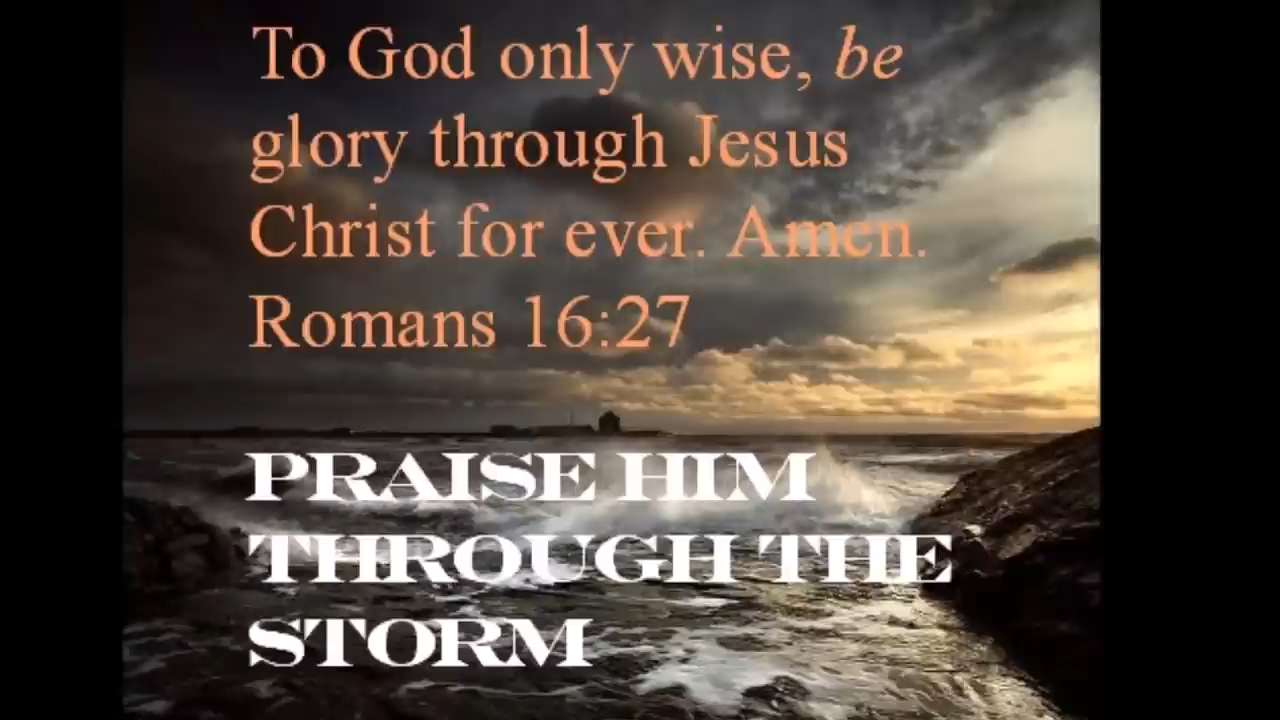 To God only wise, be
glory through Jesus
Christ for ever. Amen.
Romans 16:27
PRAISE HIM
THROUGH THE
STORM